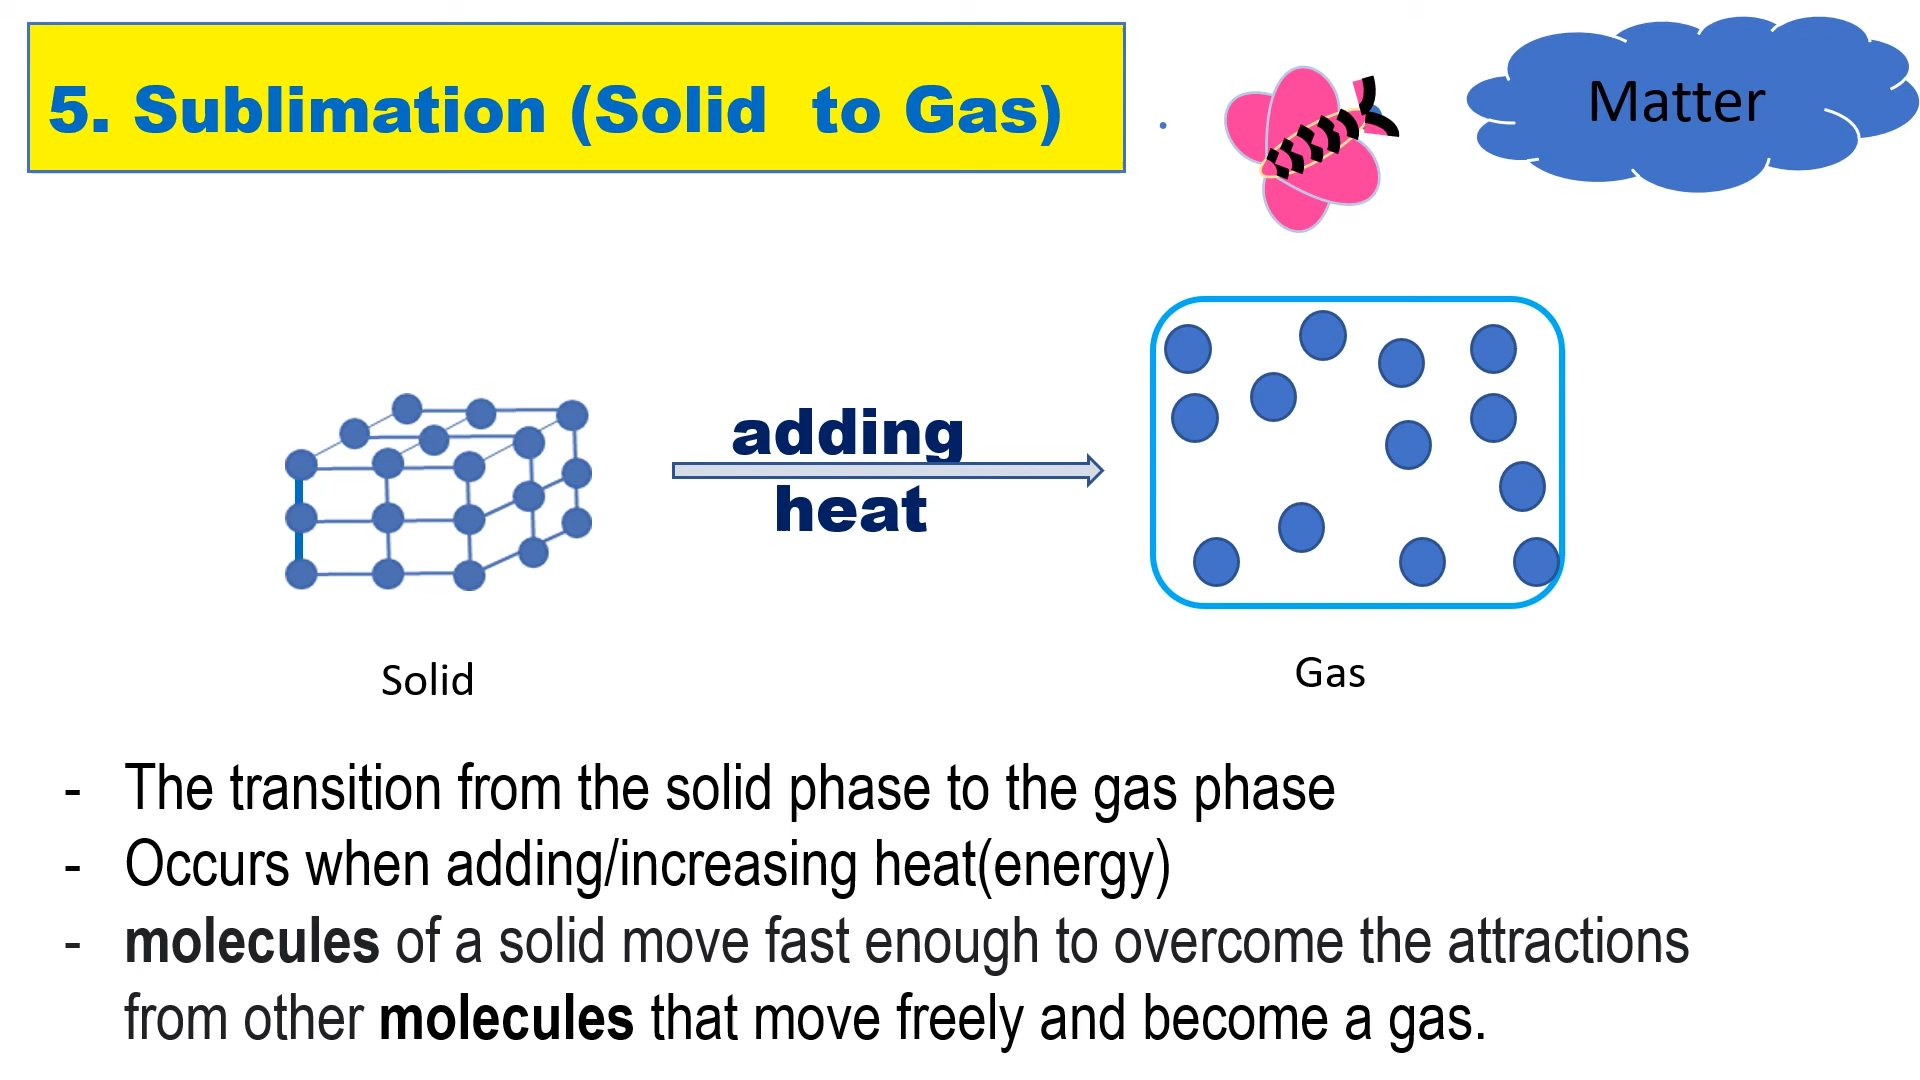 5. Sublimation (Solid  to Gas)
Matter
adding
heat
Solid
Gas
- The transition from the solid phase to the gas phase
- Occurs when adding/increasing heat(energy)
- molecules of a solid move fast enough to overcome the attractions
from other molecules that move freely and become a gas.